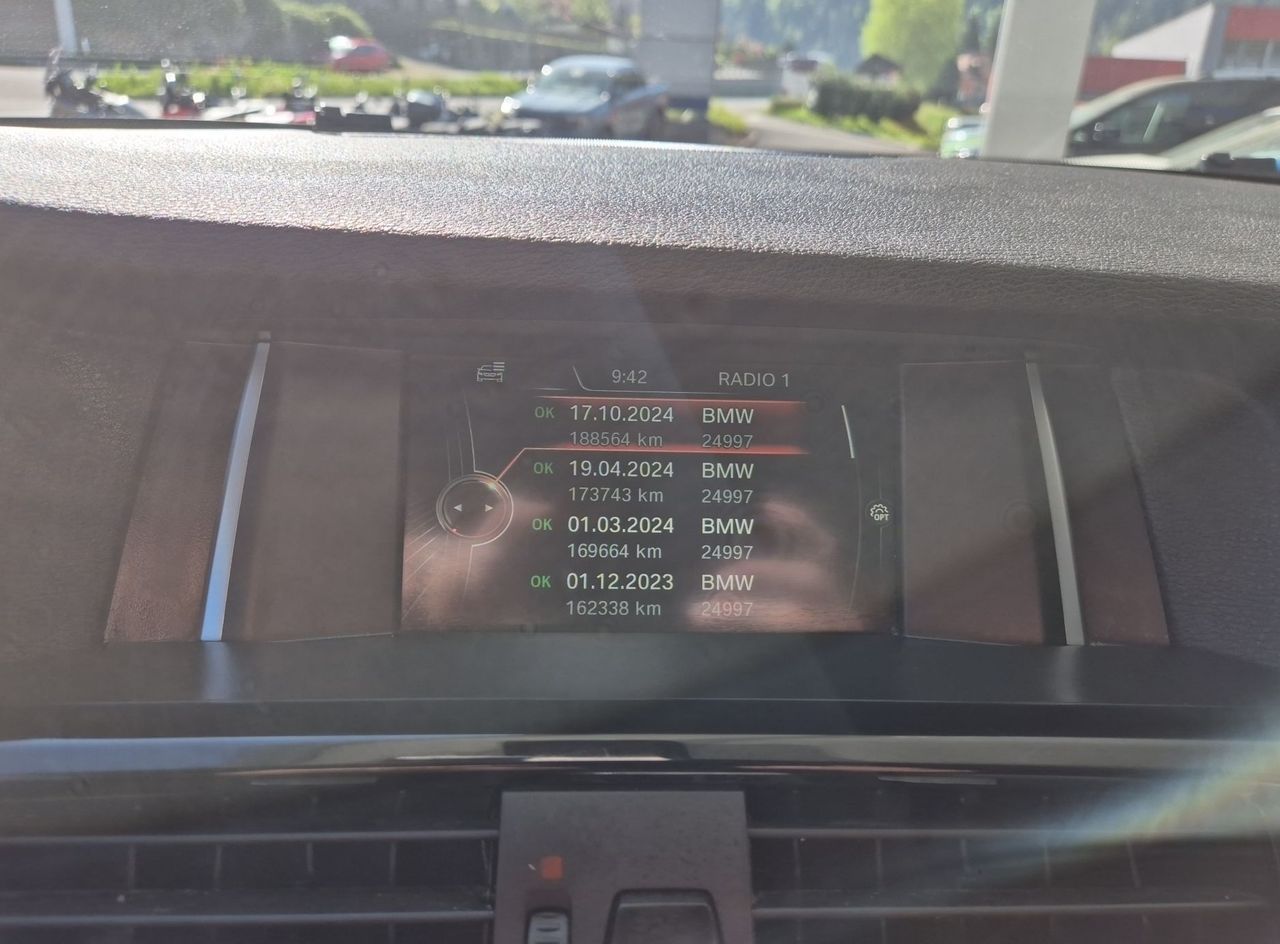 9:42 RADIO 1
OK 17.10.2024 BMW
188564 km 24997
OK 19.04.2024 BMW
173743 km 24997
OK 01.03.2024 BMW
169664 km 24997
OK 01.12.2023 BMW
162338 km 24997
OPT